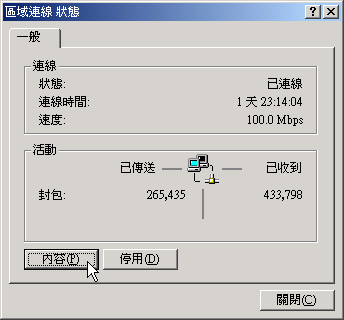 區域連線 狀態
一般
連線
狀態: 已連線
連線時間: 1 天 23:14:04
速度: 100.0 Mbps
活動
已傳送 已收到
封包: 265,435 433,798
內容(P) 停用(D)
關閉(C)